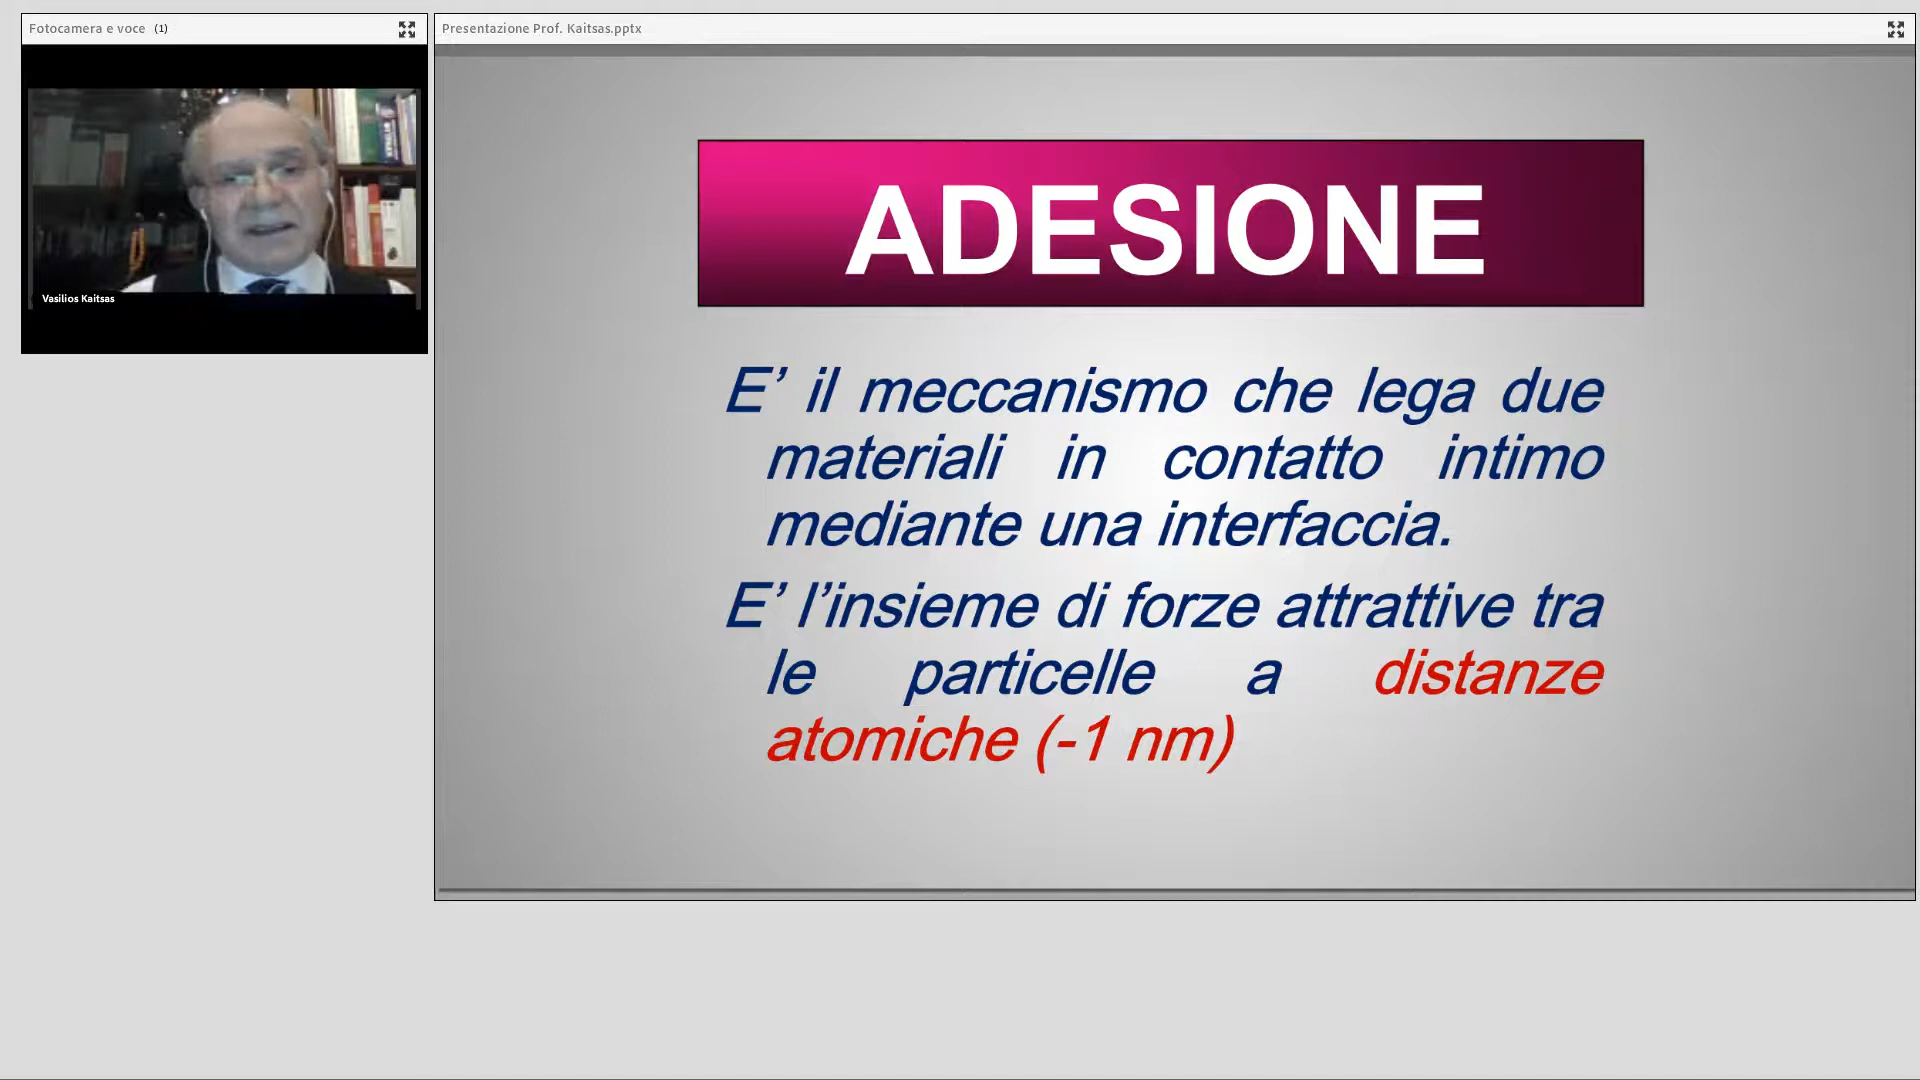 Fotocamera e voce (1)
Vasilios Kaitsas
Presentazione Prof. Kaitsas.pptx
ADESIONE
E’ il meccanismo che lega due
materiali in contatto intimo
mediante una interfaccia.
E’ l’insieme di forze attrattive tra
le particelle a distanze
atomiche (-1 nm)